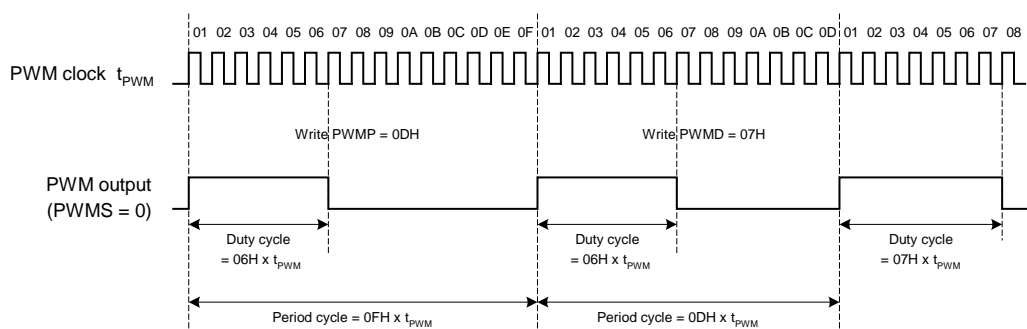 01 02 03 04 05 06 07 08 09 0A 0B 0C 0D 0E 0F 01 02 03 04 05 06 07 08 09 0A 0B 0C 0D 01 02 03 04 05 06 07 08
PWM clock tPWM
Write PWMP = 0DH Write PWMD = 07H
PWM output
(PWMS = 0)
Duty cycle
= 06H x tPWM
Duty cycle
= 06H x tPWM
Duty cycle
= 07H x tPWM
Period cycle = 0FH x tPWM
Period cycle = 0DH x tPWM